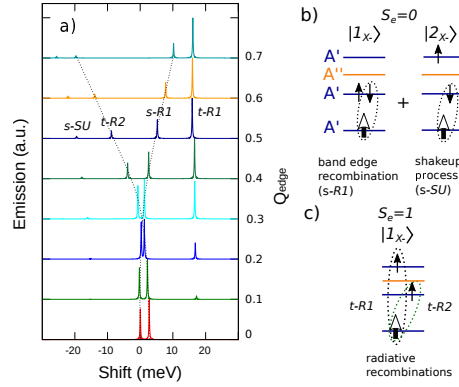 a)
Emission (a.u.)
s-SU
t-R2
s-R1
t-R1
0.7
0.6
0.5
0.4
0.3
0.2
0.1
0
Q_edge
-30 -20 -10 0 10 20
Shift (meV)
b) S_e=0
|1_X-⟩ |2_X-⟩
A'
A''
A'
+
A'
band edge shakeup
recombination process
(s-R1) (s-SU)
c) S_e=1
|1_X-⟩
t-R1 t-R2
radiative
recombinations